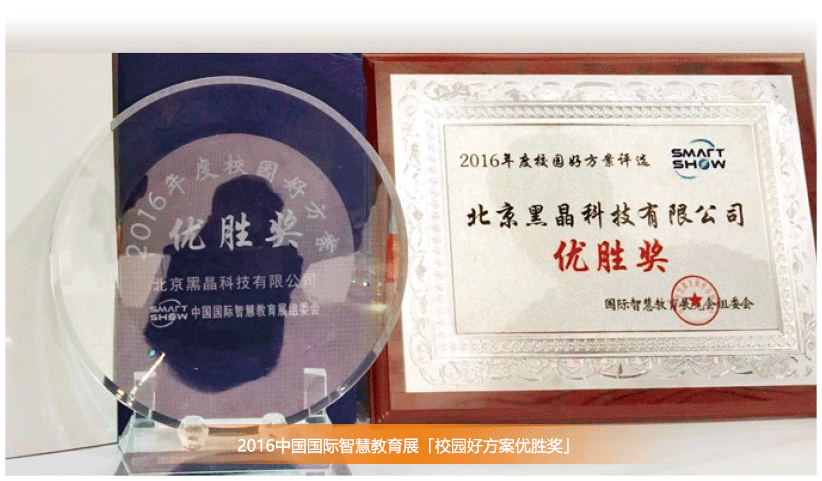 2016年度校园好方案
优胜奖
北京黑晶科技有限公司
SMART
SHOW
中国国际智慧教育展组委会
2016年度校园好方案评选
SMART
SHOW
北京黑晶科技有限公司
优胜奖
国际智慧教育展览会组委会
2016中国国际智慧教育展「校园好方案优胜奖」